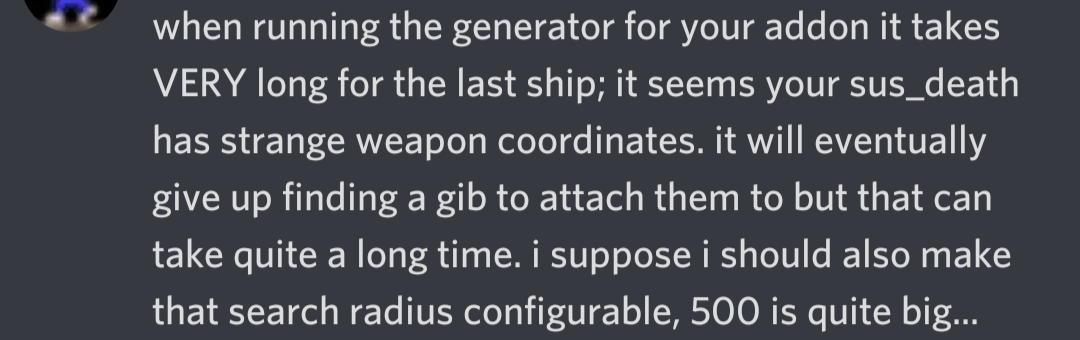 when running the generator for your addon it takes
VERY long for the last ship; it seems your sus_death
has strange weapon coordinates. it will eventually
give up finding a gib to attach them to but that can
take quite a long time. i suppose i should also make
that search radius configurable, 500 is quite big...